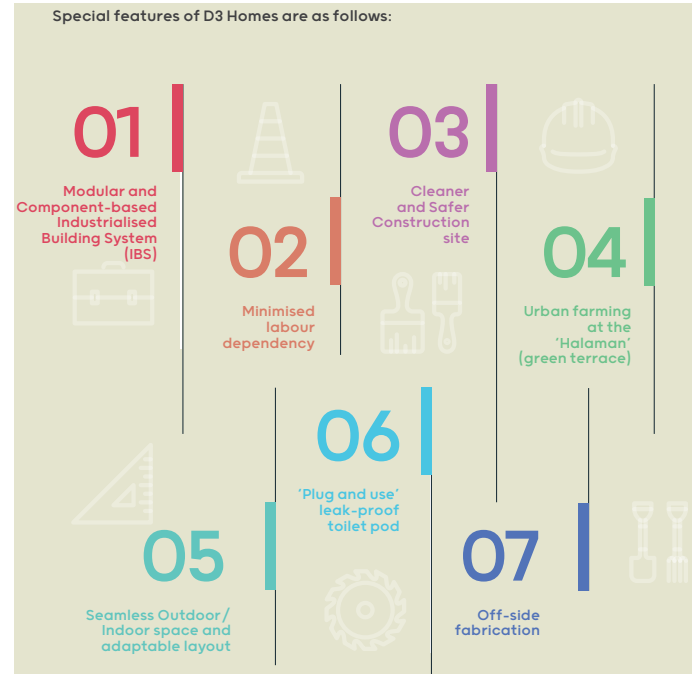 Special features of D3 Homes are as follows:
01
Modular and
Component-based
Industrialised
Building System
(IBS)
02
Minimised
labour
dependency
03
Cleaner
and Safer
Construction
site
04
Urban farming
at the
‘Halaman’
(green terrace)
05
Seamless Outdoor/
Indoor space and
adaptable layout
06
‘Plug and use’
leak-proof
toilet pod
07
Off-side
fabrication